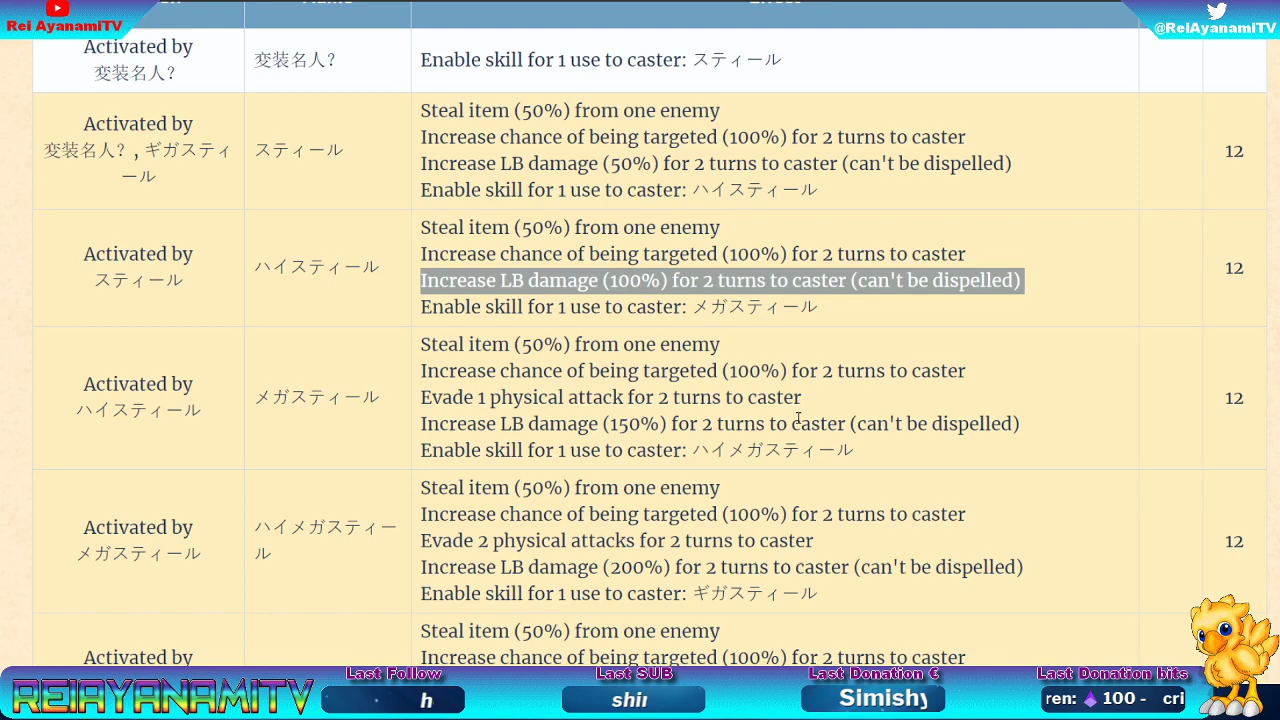 Rei AyanamiTV
@ReiAyanamiTV
Activated by
変装名人？
変装名人？
Enable skill for 1 use to caster: スティール
Activated by
変装名人？, ギガスティ
ール
スティール
Steal item (50%) from one enemy
Increase chance of being targeted (100%) for 2 turns to caster
Increase LB damage (50%) for 2 turns to caster (can't be dispelled)
Enable skill for 1 use to caster: ハイスティール
12
Activated by
スティール
ハイスティール
Steal item (50%) from one enemy
Increase chance of being targeted (100%) for 2 turns to caster
Increase LB damage (100%) for 2 turns to caster (can't be dispelled)
Enable skill for 1 use to caster: メガスティール
12
Activated by
ハイスティール
メガスティール
Steal item (50%) from one enemy
Increase chance of being targeted (100%) for 2 turns to caster
Evade 1 physical attack for 2 turns to caster
Increase LB damage (150%) for 2 turns to caster (can't be dispelled)
Enable skill for 1 use to caster: ハイメガスティール
12
Activated by
メガスティール
ハイメガスティー
ル
Steal item (50%) from one enemy
Increase chance of being targeted (100%) for 2 turns to caster
Evade 2 physical attacks for 2 turns to caster
Increase LB damage (200%) for 2 turns to caster (can't be dispelled)
Enable skill for 1 use to caster: ギガスティール
12
Activated by
Steal item (50%) from one enemy
Increase chance of being targeted (100%) for 2 turns to caster
REIAYANAMITV
Last Follow
h
Last SUB
Last Donation €
Simishy
Last Donation bits
ren: 100 - cri